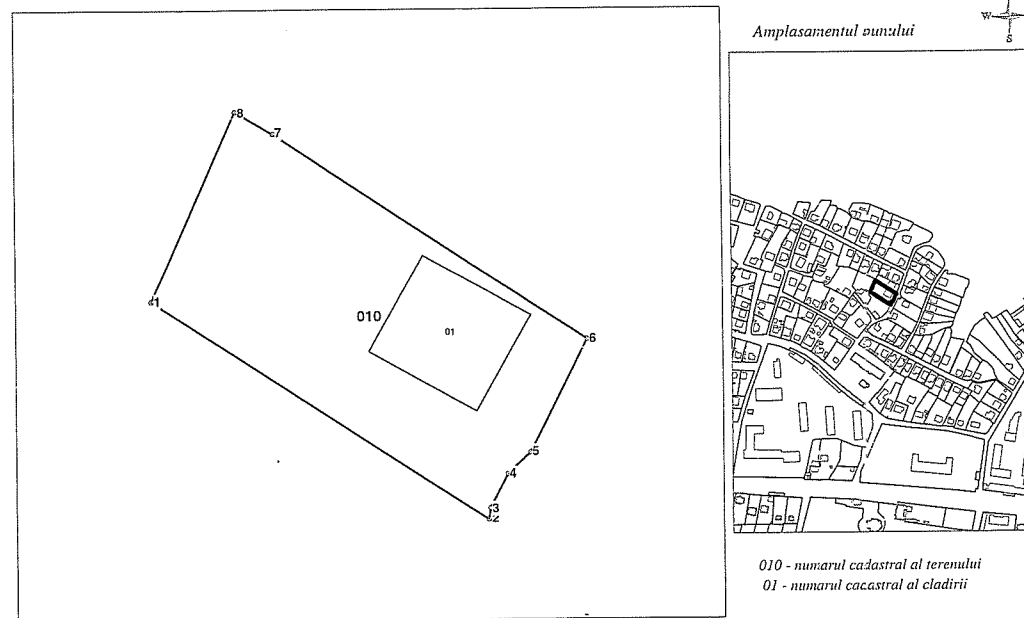 W
S
Amplasamentul bunului
8
7
010
01
6
1
5
4
3
2
010 - numarul cadastral al terenului
01 - numarul cacastral al cladirii